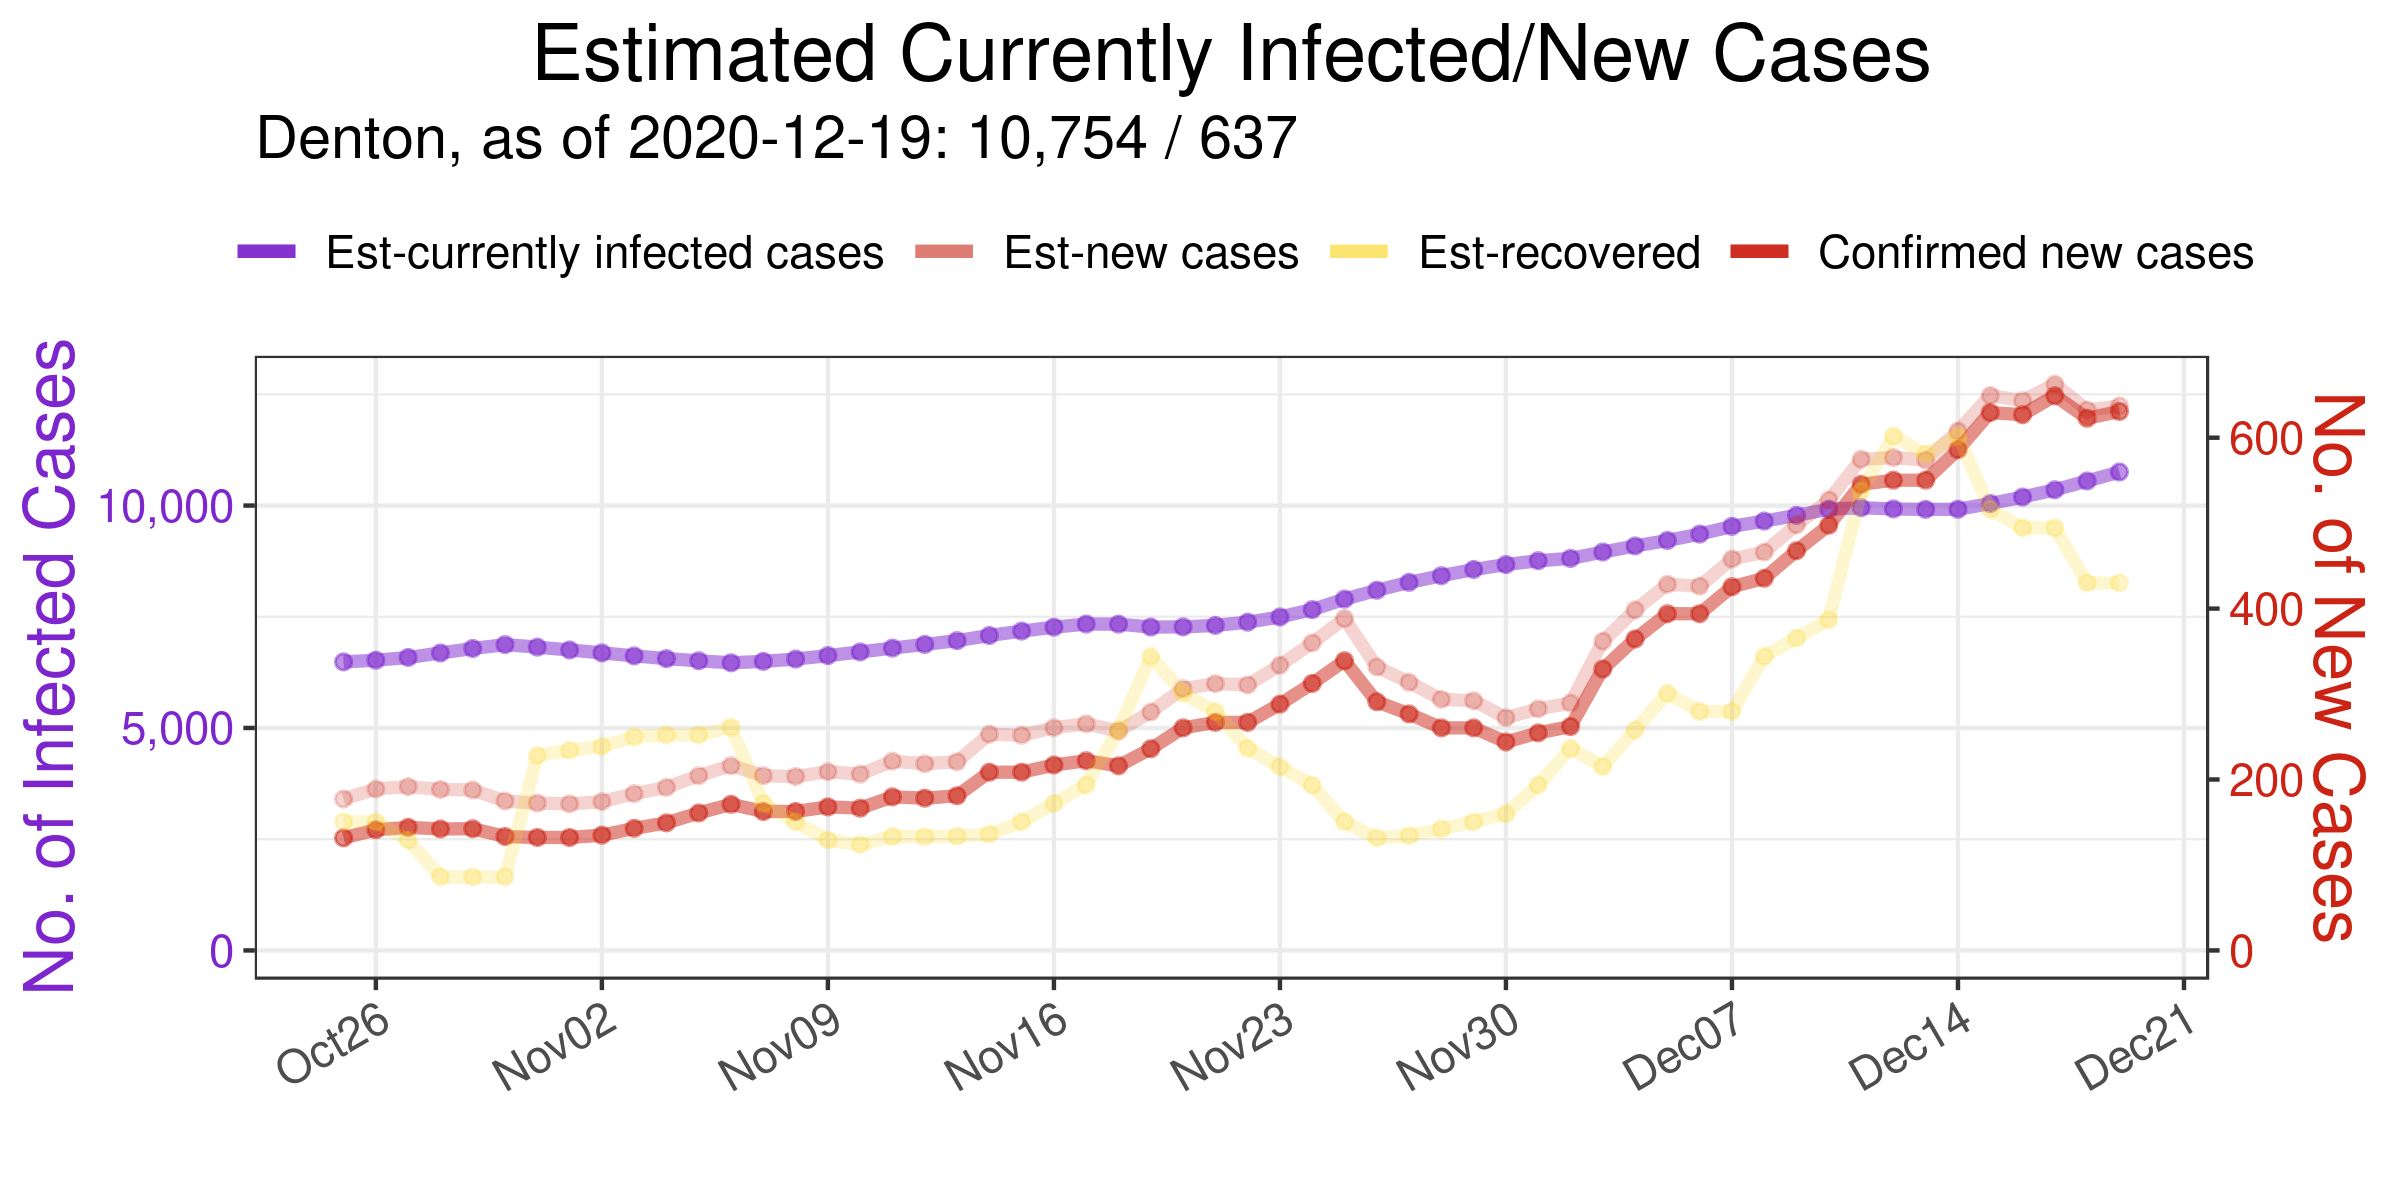 Estimated Currently Infected/New Cases
Denton, as of 2020-12-19: 10,754 / 637
Est-currently infected cases Est-new cases Est-recovered Confirmed new cases
No. of Infected Cases
10,000
5,000
0
600
400
200
0
No. of New Cases
Oct26 Nov02 Nov09 Nov16 Nov23 Nov30 Dec07 Dec14 Dec21